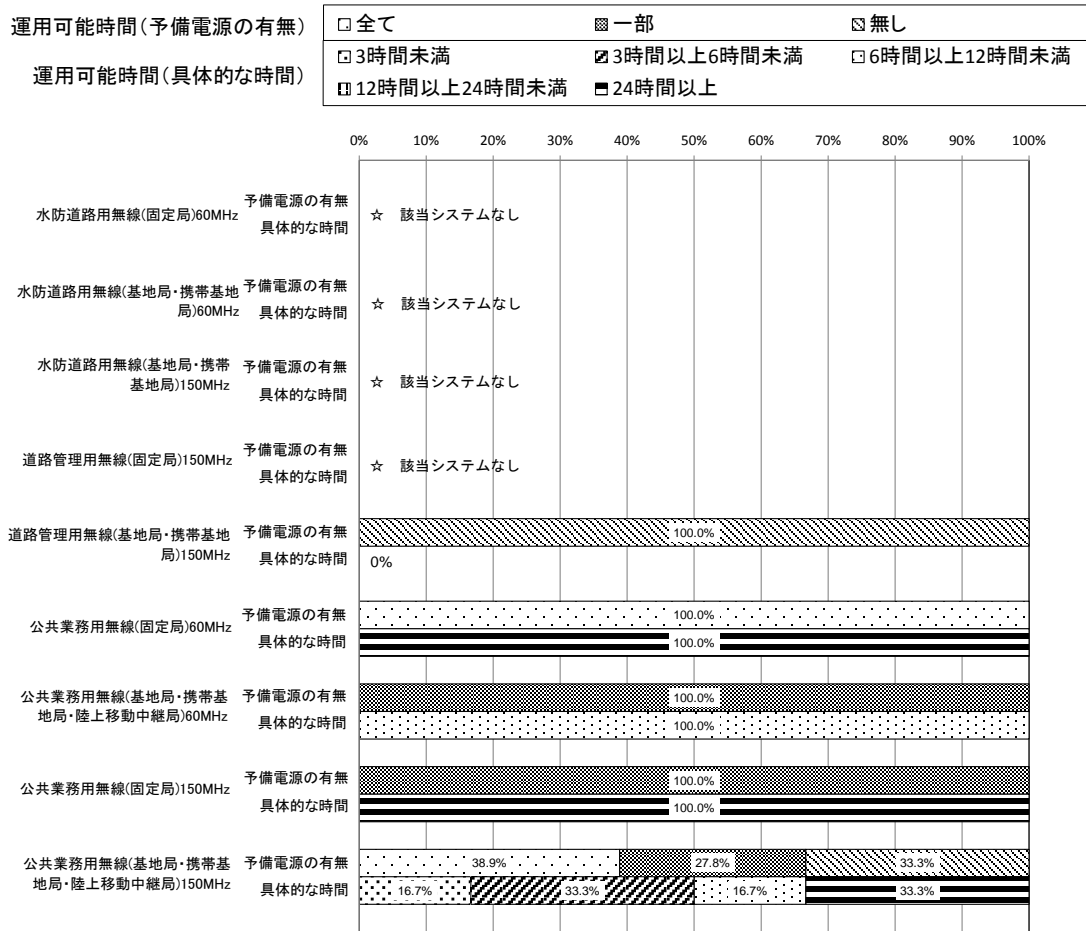 運用可能時間(予備電源の有無)
全て 一部 無し
運用可能時間(具体的な時間)
3時間未満 3時間以上6時間未満 6時間以上12時間未満
12時間以上24時間未満 24時間以上
0% 10% 20% 30% 40% 50% 60% 70% 80% 90% 100%
水防道路用無線(固定局)60MHz
予備電源の有無
具体的な時間
☆ 該当システムなし
水防道路用無線(基地局・携帯基地
局)60MHz
予備電源の有無
具体的な時間
☆ 該当システムなし
水防道路用無線(基地局・携帯
基地局)150MHz
予備電源の有無
具体的な時間
☆ 該当システムなし
道路管理用無線(固定局)150MHz
予備電源の有無
具体的な時間
☆ 該当システムなし
道路管理用無線(基地局・携帯基地
局)150MHz
予備電源の有無 100.0%
具体的な時間 0%
公共業務用無線(固定局)60MHz
予備電源の有無 100.0%
具体的な時間 100.0%
公共業務用無線(基地局・携帯基
地局・陸上移動中継局)60MHz
予備電源の有無 100.0%
具体的な時間 100.0%
公共業務用無線(固定局)150MHz
予備電源の有無 100.0%
具体的な時間 100.0%
公共業務用無線(基地局・携帯基
地局・陸上移動中継局)150MHz
予備電源の有無 38.9% 27.8% 33.3%
具体的な時間 16.7% 33.3% 16.7% 33.3%